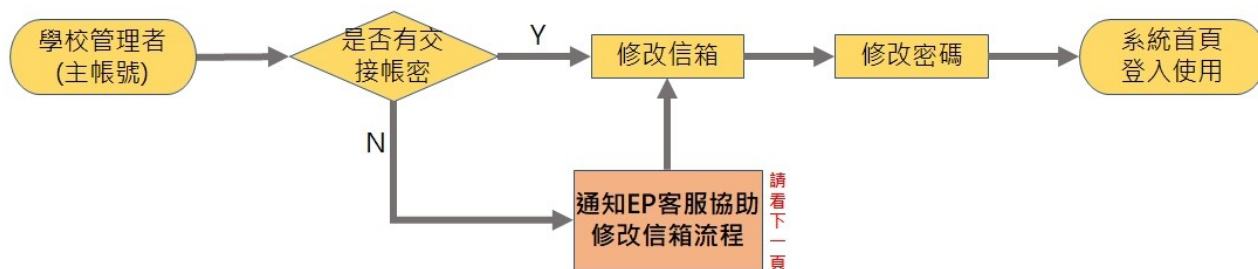 學校管理者
(主帳號)
是否有交
接帳密
Y
修改信箱
修改密碼
系統首頁
登入使用
N
通知EP客服協助
修改信箱流程
請看下一頁